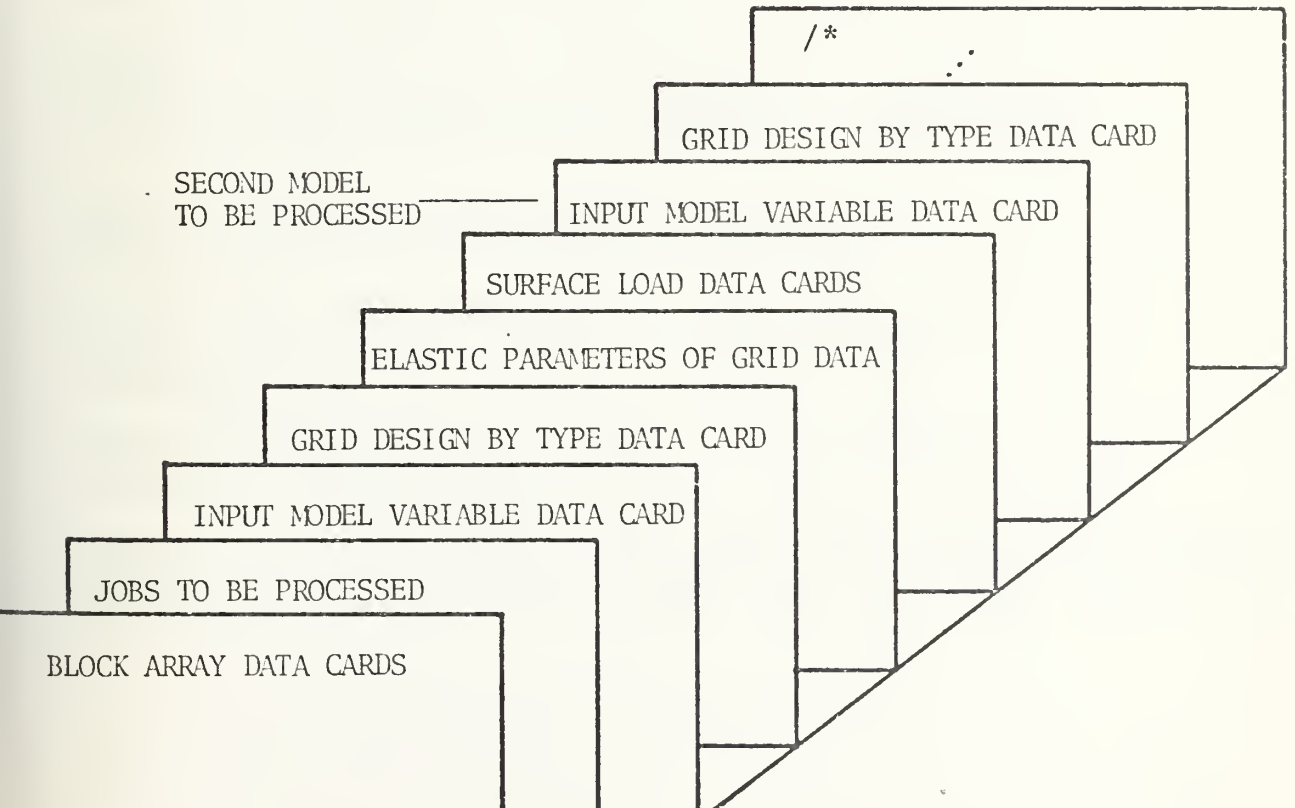 /*
GRID DESIGN BY TYPE DATA CARD
SECOND MODEL
TO BE PROCESSED
INPUT MODEL VARIABLE DATA CARD
SURFACE LOAD DATA CARDS
ELASTIC PARAMETERS OF GRID DATA
GRID DESIGN BY TYPE DATA CARD
INPUT MODEL VARIABLE DATA CARD
JOBS TO BE PROCESSED
BLOCK ARRAY DATA CARDS